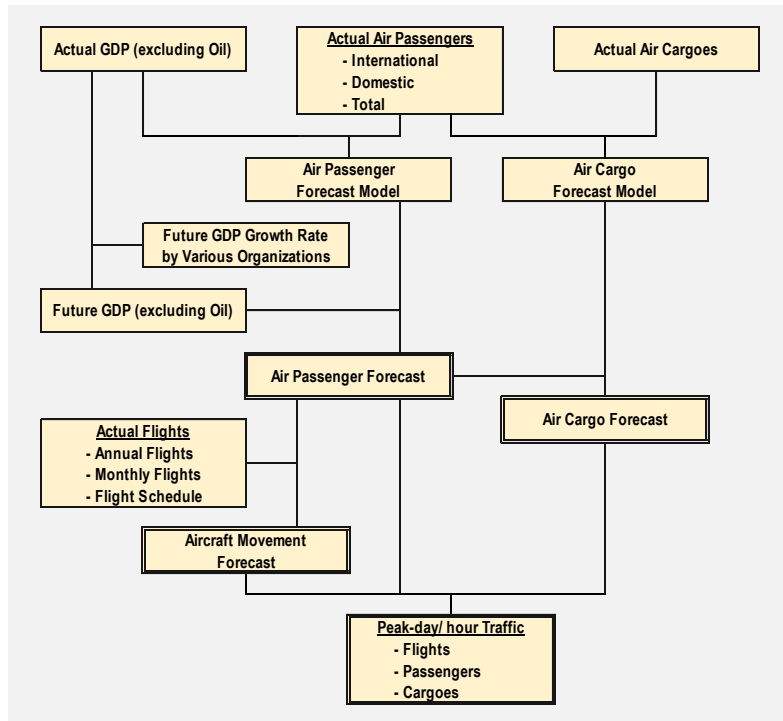 Actual GDP (excluding Oil)
Actual Air Passengers
- International
- Domestic
- Total
Actual Air Cargoes
Air Passenger
Forecast Model
Air Cargo
Forecast Model
Future GDP Growth Rate
by Various Organizations
Future GDP (excluding Oil)
Air Passenger Forecast
Air Cargo Forecast
Actual Flights
- Annual Flights
- Monthly Flights
- Flight Schedule
Aircraft Movement
Forecast
Peak-day/ hour Traffic
- Flights
- Passengers
- Cargoes